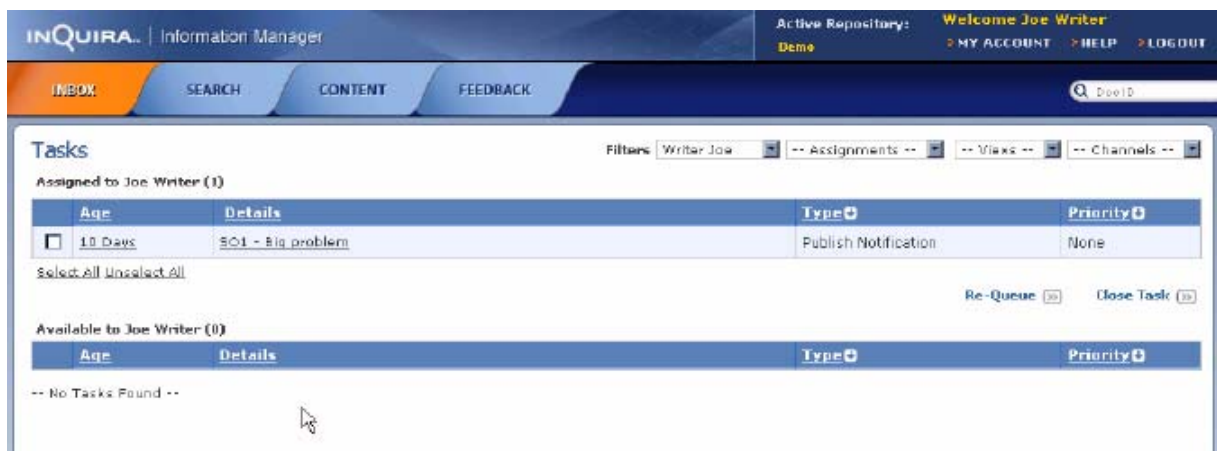 INQUIRA.. | Information Manager
Active Repository:
Demo
Welcome Joe Writer
MY ACCOUNT HELP LOGOUT
INBOX SEARCH CONTENT FEEDBACK
DocID
Tasks
Filters Writer Joe -- Assignments -- -- Views -- -- Channels --
Assigned to Joe Writer (1)
Age Details Type Priority
10 Days SO1 - Big problem Publish Notification None
Select All Unselect All
Re-Queue Close Task
Available to Joe Writer (0)
Age Details Type Priority
-- No Tasks Found --